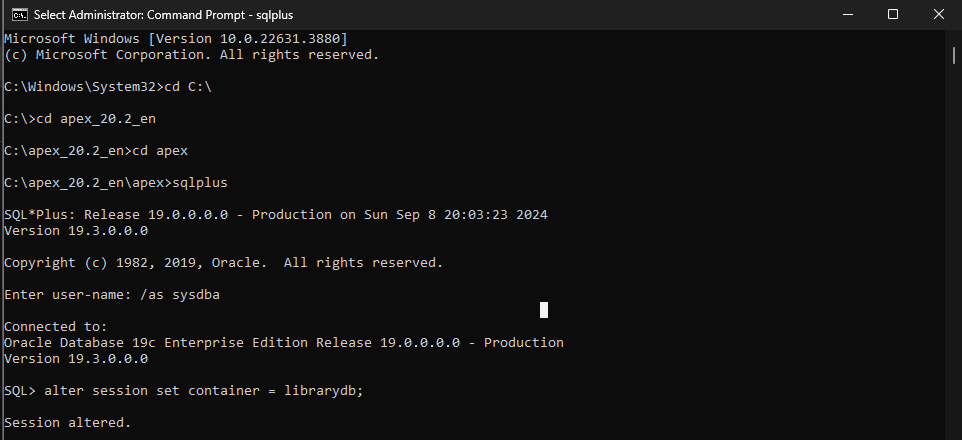 Select Administrator: Command Prompt - sqlplus
Microsoft Windows [Version 10.0.22631.3880]
(c) Microsoft Corporation. All rights reserved.
C:\Windows\System32>cd C:\
C:\>cd apex_20.2_en
C:\apex_20.2_en>cd apex
C:\apex_20.2_en\apex>sqlplus
SQL*Plus: Release 19.0.0.0.0 - Production on Sun Sep 8 20:03:23 2024
Version 19.3.0.0.0
Copyright (c) 1982, 2019, Oracle.  All rights reserved.
Enter user-name: /as sysdba
Connected to:
Oracle Database 19c Enterprise Edition Release 19.0.0.0.0 - Production
Version 19.3.0.0.0
SQL> alter session set container = librarydb;
Session altered.